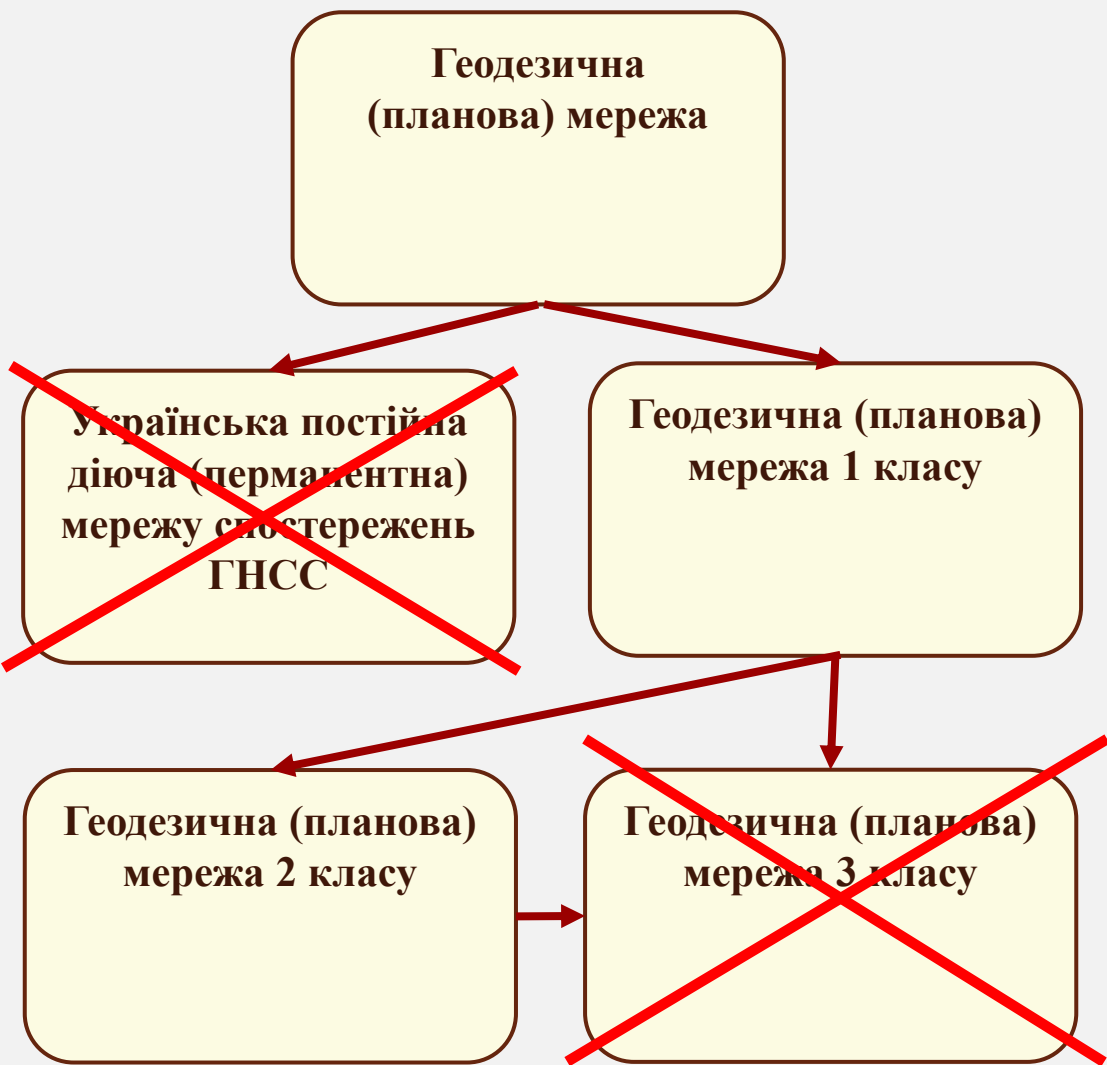 Геодезична
(планова) мережа
Українська постійна
діюча (перманентна)
мережу спостережень
ГНСС
Геодезична (планова)
мережа 1 класу
Геодезична (планова)
мережа 2 класу
Геодезична (планова)
мережа 3 класу